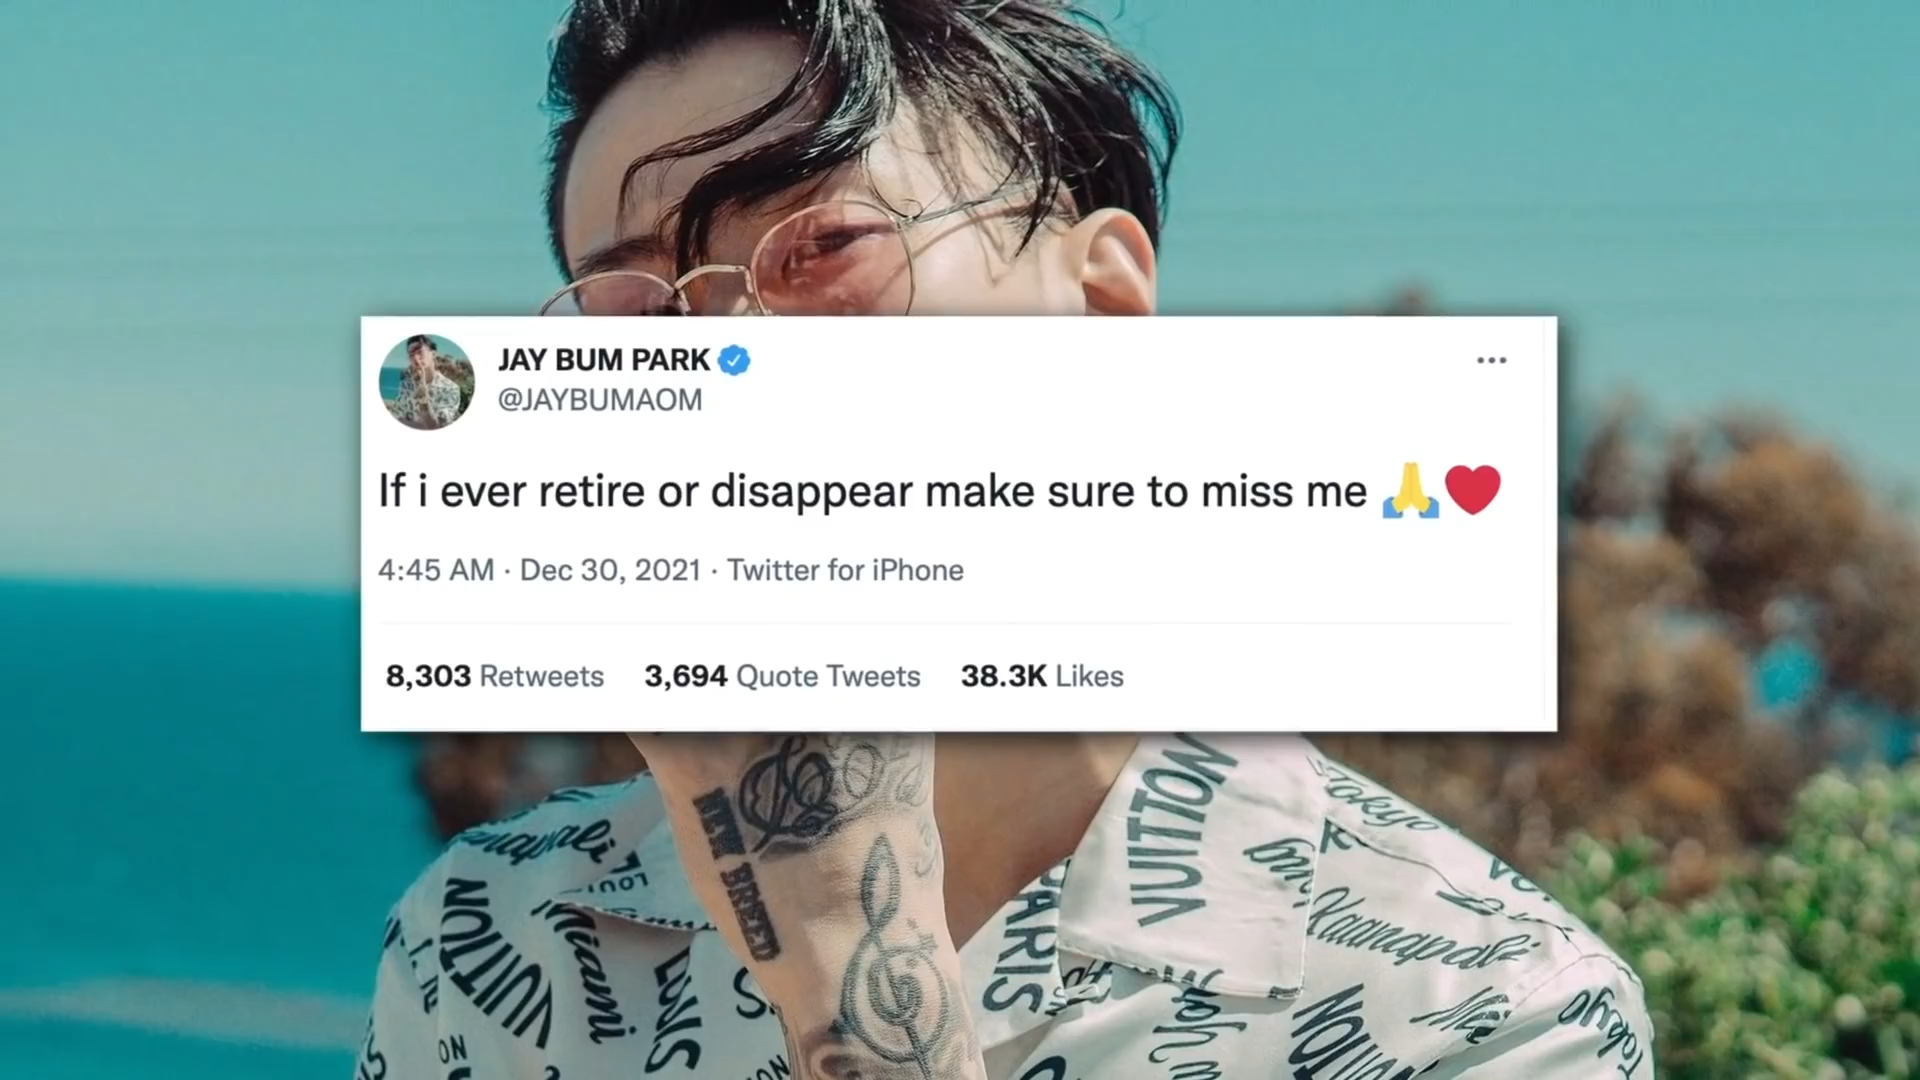 JAY BUM PARK
@JAYBUMAOM
If i ever retire or disappear make sure to miss me 🙏❤️
4:45 AM · Dec 30, 2021 · Twitter for iPhone
8,303 Retweets 3,694 Quote Tweets 38.3K Likes
NEW BREED
VUITTON
Tokyo
Kaanapali
Miami
VUITTON
LOUIS
PARIS
Tokyo